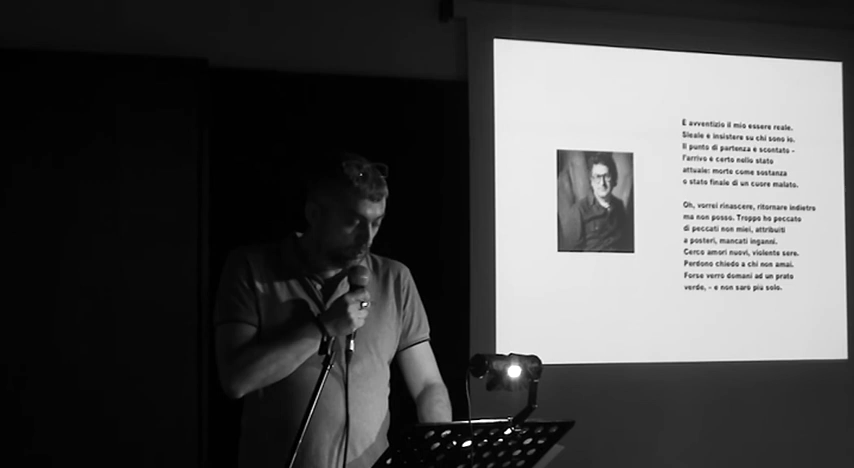 È avventizio il mio essere reale.
Sleale è insistere su chi sono io.
Il punto di partenza è scontato -
l'arrivo è certo nello stato
attuale: morte come sostanza
o stato finale di un cuore malato.
Oh, vorrei rinascere, ritornare indietro
ma non posso. Troppo ho peccato
di peccati non miei, attribuiti
a posteri, mancati inganni.
Cerco amori nuovi, violente sere.
Perdono chiedo a chi non amai.
Forse verrò domani ad un prato
verde, - e non sarò più solo.